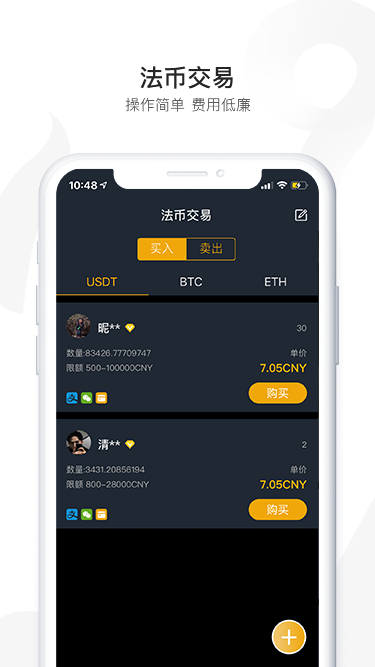 法币交易
操作简单 费用低廉
10:48
法币交易
买入 卖出
USDT BTC ETH
昵** 30
数量:83426.77709747 单价
限额 500-100000CNY 7.05CNY
购买
清** 2
数量:3431.20856194 单价
限额 800-28000CNY 7.05CNY
购买